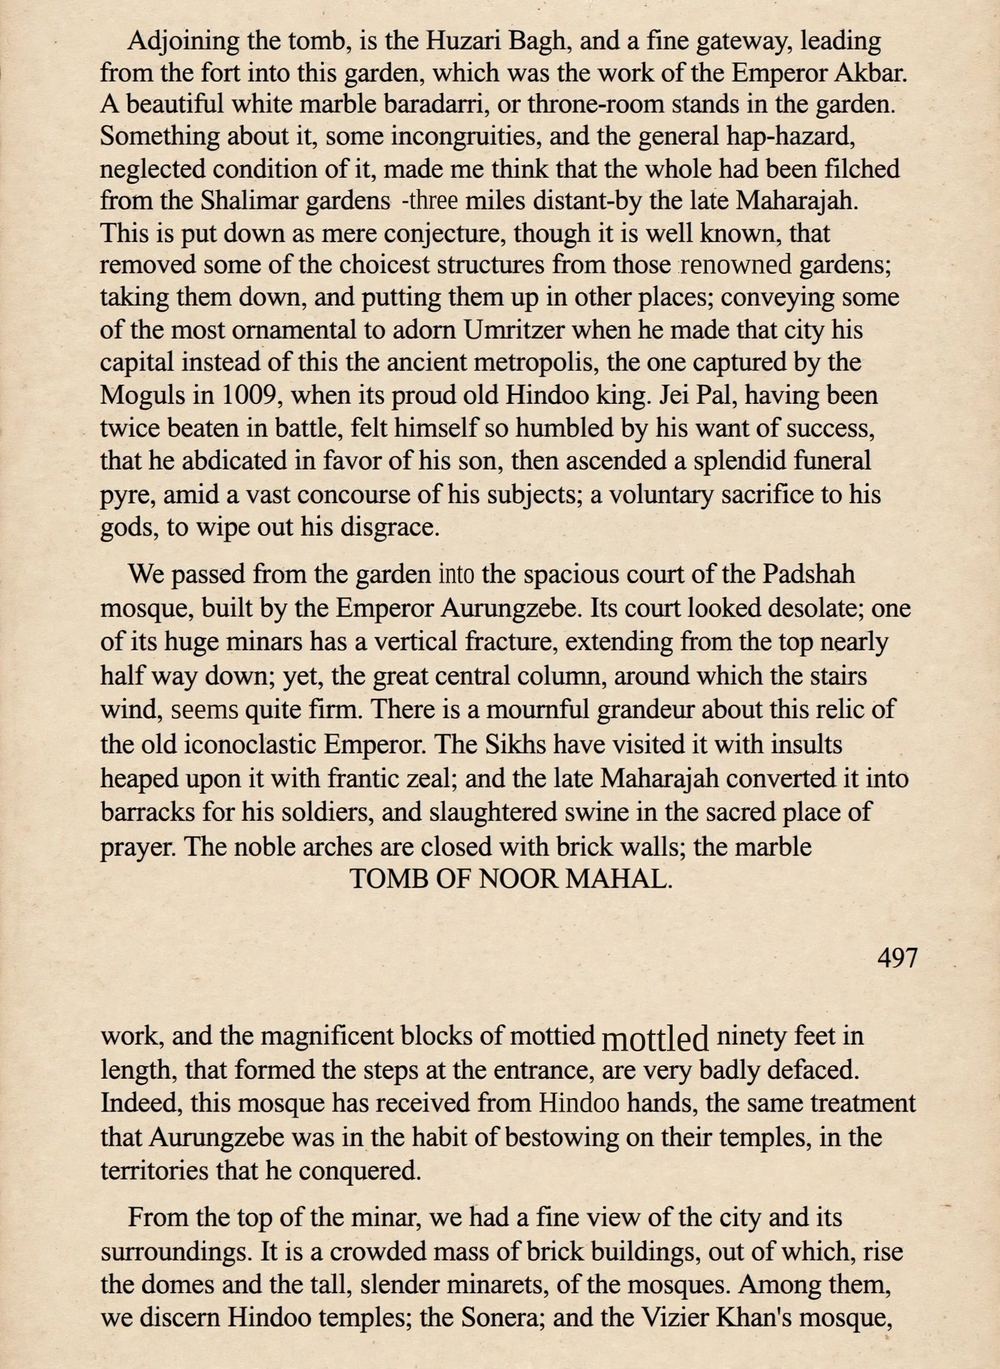 Adjoining the tomb, is the Huzari Bagh, and a fine gateway, leading
from the fort into this garden, which was the work of the Emperor Akbar.
A beautiful white marble baradarri, or throne-room stands in the garden.
Something about it, some incongruities, and the general hap-hazard,
neglected condition of it, made me think that the whole had been filched
from the Shalimar gardens -three miles distant-by the late Maharajah.
This is put down as mere conjecture, though it is well known, that
removed some of the choicest structures from those renowned gardens;
taking them down, and putting them up in other places; conveying some
of the most ornamental to adorn Umritzer when he made that city his
capital instead of this the ancient metropolis, the one captured by the
Moguls in 1009, when its proud old Hindoo king. Jei Pal, having been
twice beaten in battle, felt himself so humbled by his want of success,
that he abdicated in favor of his son, then ascended a splendid funeral
pyre, amid a vast concourse of his subjects; a voluntary sacrifice to his
gods, to wipe out his disgrace.
We passed from the garden into the spacious court of the Padshah
mosque, built by the Emperor Aurungzebe. Its court looked desolate; one
of its huge minars has a vertical fracture, extending from the top nearly
half way down; yet, the great central column, around which the stairs
wind, seems quite firm. There is a mournful grandeur about this relic of
the old iconoclastic Emperor. The Sikhs have visited it with insults
heaped upon it with frantic zeal; and the late Maharajah converted it into
barracks for his soldiers, and slaughtered swine in the sacred place of
prayer. The noble arches are closed with brick walls; the marble
TOMB OF NOOR MAHAL.
497
work, and the magnificent blocks of mottied mottled ninety feet in
length, that formed the steps at the entrance, are very badly defaced.
Indeed, this mosque has received from Hindoo hands, the same treatment
that Aurungzebe was in the habit of bestowing on their temples, in the
territories that he conquered.
From the top of the minar, we had a fine view of the city and its
surroundings. It is a crowded mass of brick buildings, out of which, rise
the domes and the tall, slender minarets, of the mosques. Among them,
we discern Hindoo temples; the Sonera; and the Vizier Khan's mosque,